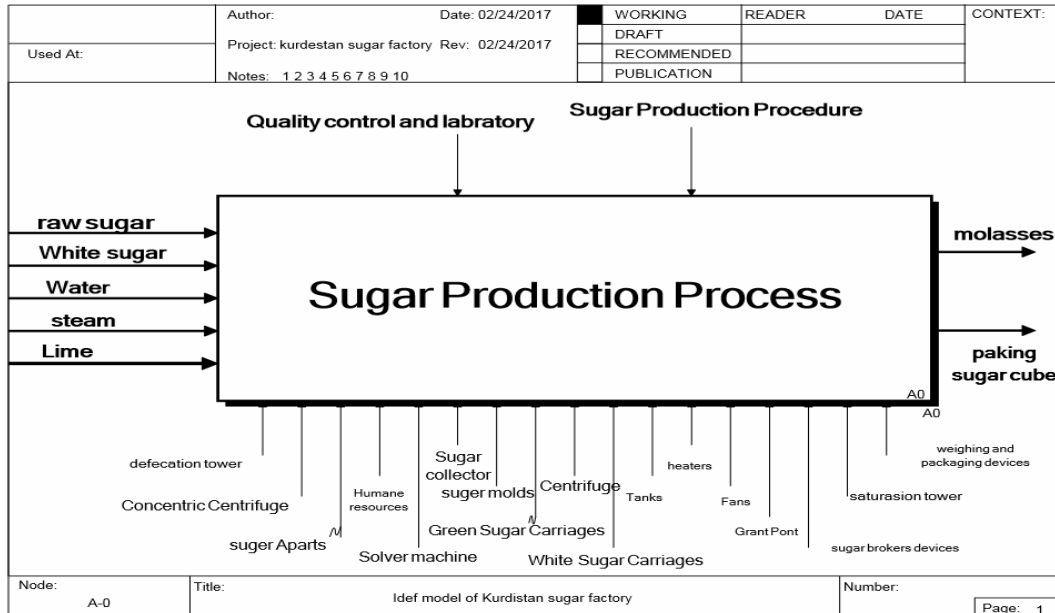 Used At:
Author:
Date: 02/24/2017
Project: kurdestan sugar factory Rev: 02/24/2017
Notes: 1 2 3 4 5 6 7 8 9 10
WORKING
DRAFT
RECOMMENDED
PUBLICATION
READER
DATE
CONTEXT:
Quality control and labratory
Sugar Production Procedure
raw sugar
White sugar
Water
steam
Lime
Sugar Production Process
A0
A0
molasses
paking
sugar cube
defecation tower
Concentric Centrifuge
suger Aparts
Humane
resources
Solver machine
Sugar
collector
suger molds
Green Sugar Carriages
Centrifuge
White Sugar Carriages
Tanks
heaters
Fans
Grant Pont
sugar brokers devices
saturasion tower
weighing and
packaging devices
Node:
A-0
Title:
Idef model of Kurdistan sugar factory
Number:
Page: 1